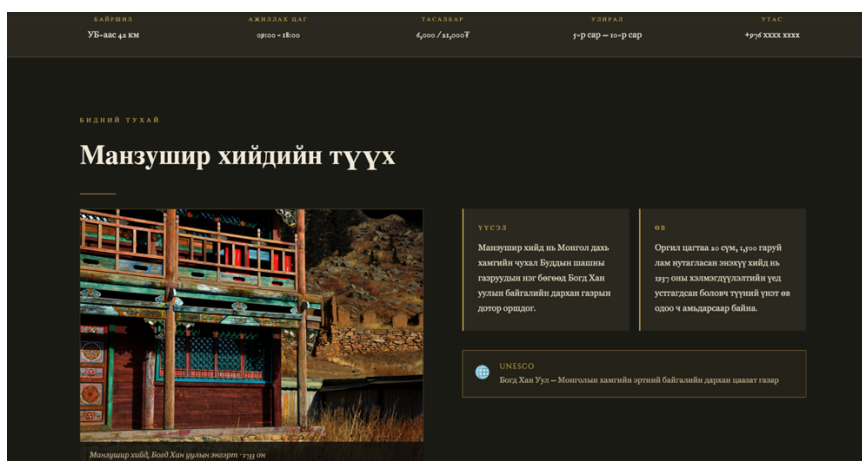 БАЙРШИЛ
УБ-аас 42 км
АЖИЛЛАХ ЦАГ
09:00 – 18:00
ТАСАЛБАР
6,000 / 21,000₮
УЛИРАЛ
5-р сар — 10-р сар
УТАС
+976 xxxx xxxx
БИДНИЙ ТУХАЙ
Манзушир хийдийн түүх
Манзушир хийд, Богд Хан уулын энгэрт · 1733 он
ҮҮСЭЛ
Манзушир хийд нь Монгол дахь
хамгийн чухал Буддын шашны
газруудын нэг бөгөөд Богд Хан
уулын байгалийн дархан газрын
дотор оршдог.
ӨВ
Оргил цагтаа 20 сүм, 1,500 гаруй
лам нутагласан энэхүү хийд нь
1937 оны хэлмэгдүүлэлтийн үед
устгагдсан боловч түүний үнэт өв
одоо ч амьдарсаар байна.
UNESCO
Богд Хан Уул — Монголын хамгийн эртний байгалийн дархан цаазат газар